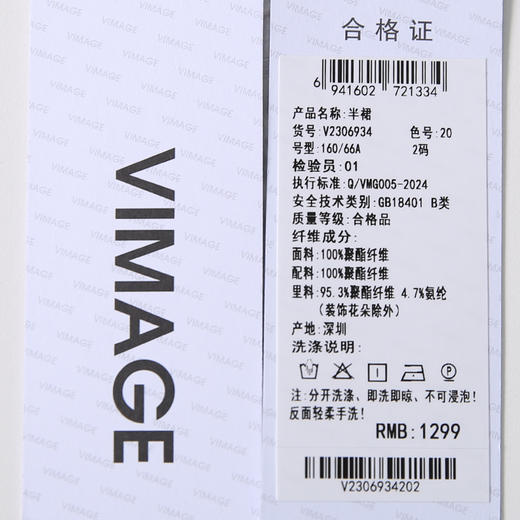 VIMAGE
合格证
6 941602 721334
产品名称:半裙
货号:V2306934 色号:20
号型:160/66A 2码
检验员:01
执行标准:Q/VMG005-2024
安全技术类别:GB18401 B类
质量等级:合格品
纤维成分:
面料:100%聚酯纤维
配料:100%聚酯纤维
里料:95.3%聚酯纤维 4.7%氨纶
(装饰花朵除外)
产地:深圳
洗涤说明:
注:分开洗涤、即洗即晾、不可浸泡!
反面轻柔手洗!
RMB:1299
V2306934202